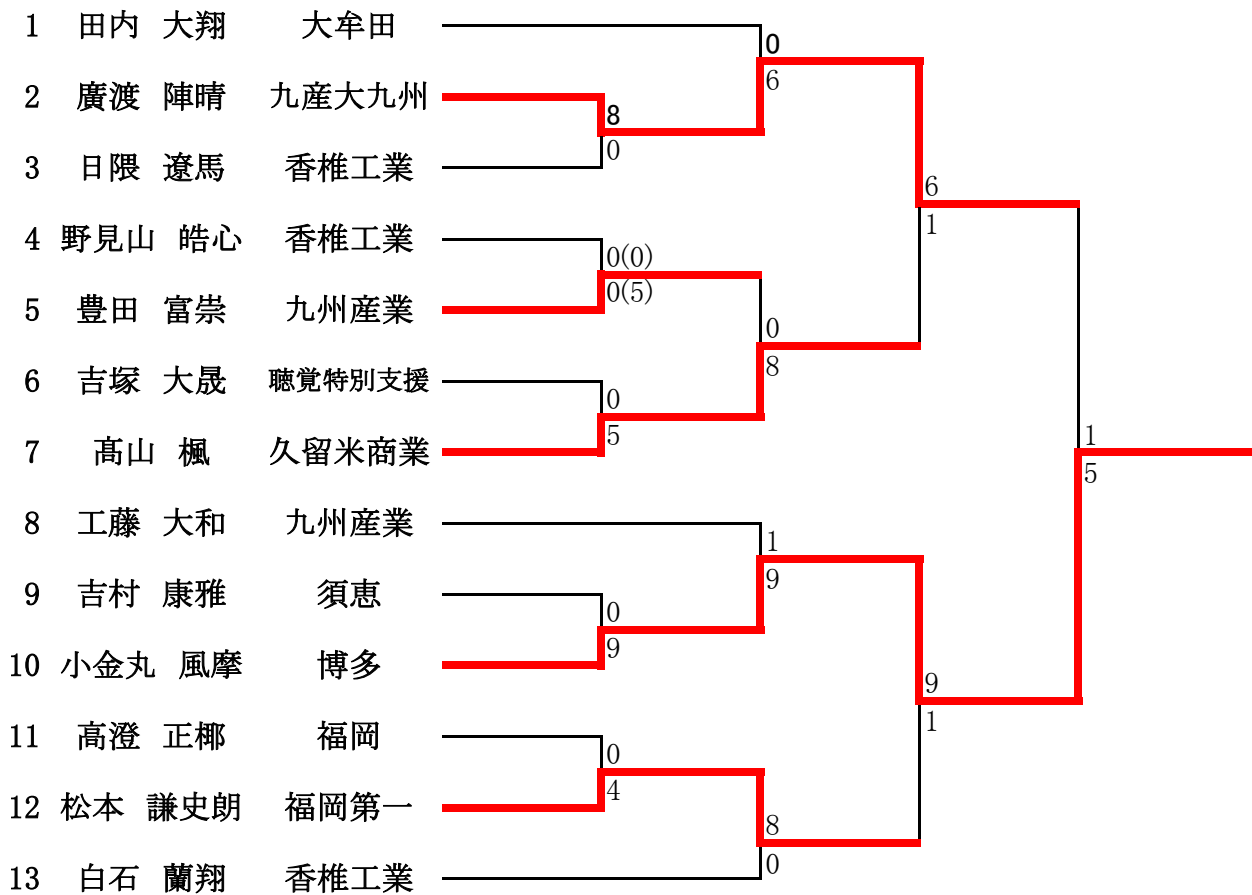 1 田内 大翔 大牟田
0
6
2 廣渡 陣晴 九産大九州
8
0
3 日隈 遼馬 香椎工業
6
1
4 野見山 皓心 香椎工業
0(0)
0(5)
5 豊田 富崇 九州産業
0
8
6 吉塚 大晟 聴覚特別支援
0
5
7 髙山 楓 久留米商業
1
5
8 工藤 大和 九州産業
1
9
9 吉村 康雅 須恵
0
9
10 小金丸 風摩 博多
9
1
11 高澄 正椰 福岡
0
4
12 松本 謙史朗 福岡第一
8
0
13 白石 蘭翔 香椎工業